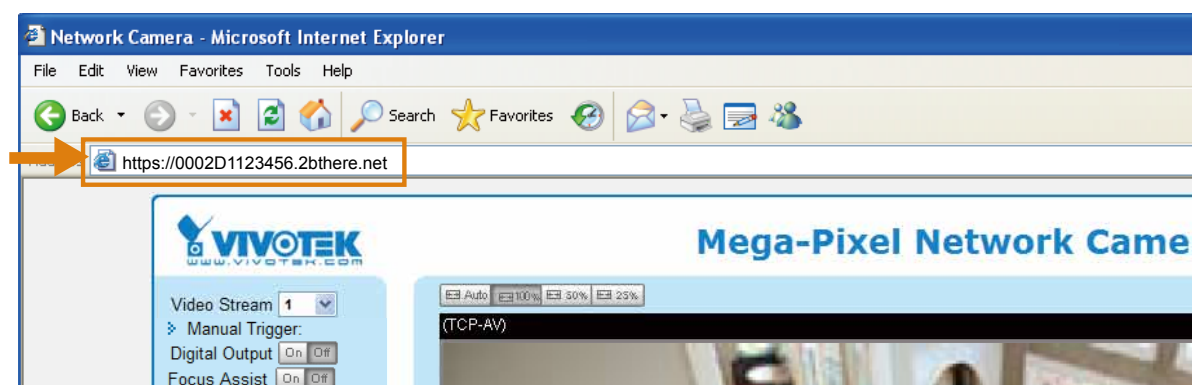 Network Camera - Microsoft Internet Explorer
File Edit View Favorites Tools Help
Back Search Favorites
https://0002D1123456.2bthere.net
VIVOTEK
www.vivotek.com
Mega-Pixel Network Came
Auto 100% 50% 25%
Video Stream 1
(TCP-AV)
Manual Trigger:
Digital Output On Off
Focus Assist On Off